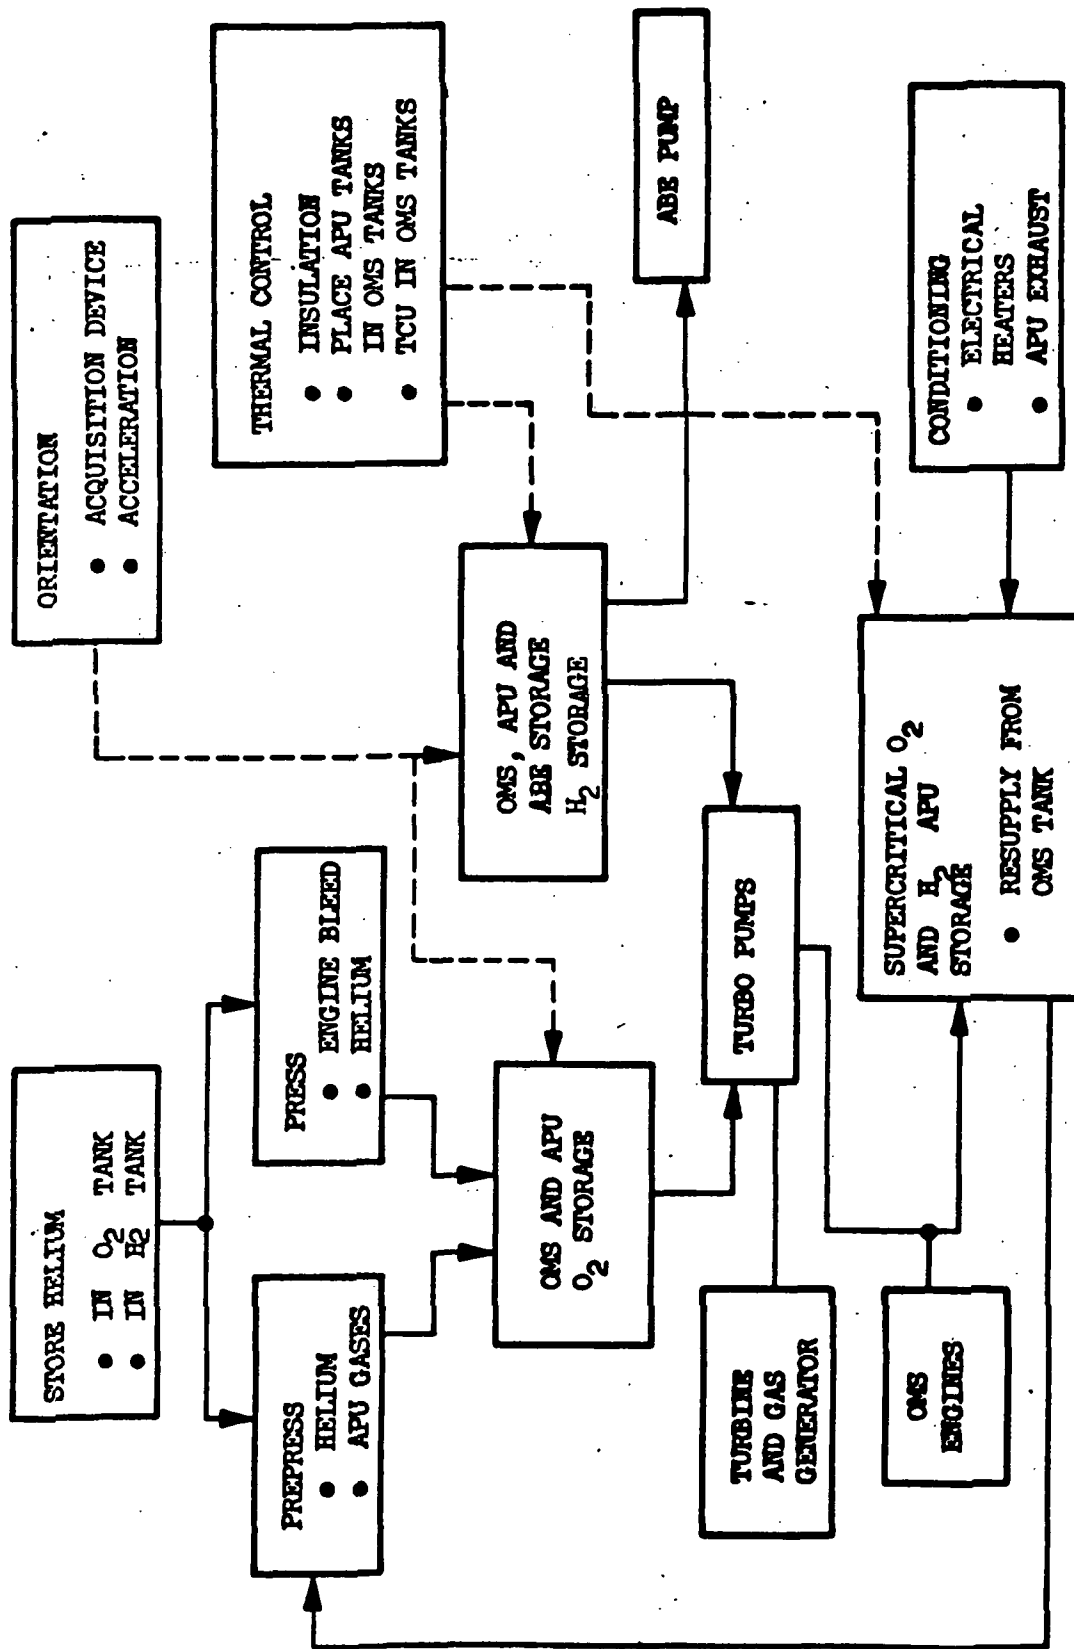 STORE HELIUM
● IN O₂ TANK
● IN H₂ TANK
ORIENTATION
● ACQUISITION DEVICE
● ACCELERATION
PREPRESS
● HELIUM
● APU GASES
PRESS
● ENGINE BLEED
● HELIUM
THERMAL CONTROL
● INSULATION
● PLACE APU TANKS
IN OMS TANKS
● TCU IN OMS TANKS
OMS AND APU
O₂ STORAGE
OMS, APU AND
ABE STORAGE
H₂ STORAGE
ABE PUMP
TURBINE
AND GAS
GENERATOR
TURBO PUMPS
OMS
ENGINES
SUPERCRITICAL O₂
AND H₂ APU
STORAGE
● RESUPPLY FROM
OMS TANK
CONDITIONING
● ELECTRICAL
HEATERS
● APU EXHAUST